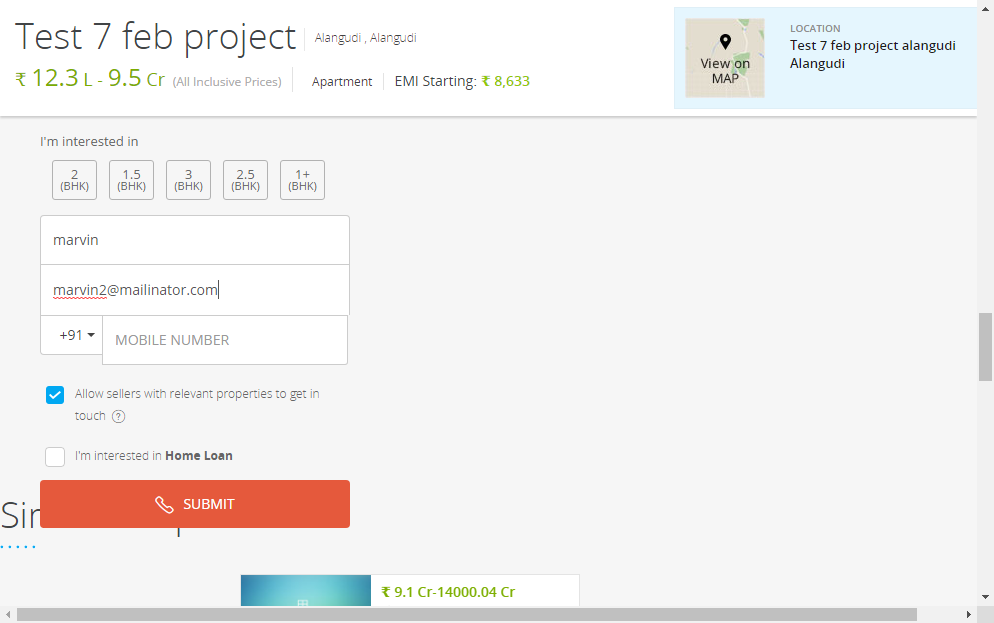 Test 7 feb project
Alangudi , Alangudi
₹ 12.3 L - 9.5 Cr (All Inclusive Prices)
Apartment
EMI Starting: ₹ 8,633
View on
MAP
LOCATION
Test 7 feb project alangudi
Alangudi
I'm interested in
2
(BHK)
1.5
(BHK)
3
(BHK)
2.5
(BHK)
1+
(BHK)
marvin
marvin2@mailinator.com
+91
MOBILE NUMBER
Allow sellers with relevant properties to get in
touch ?
I'm interested in Home Loan
SUBMIT
₹ 9.1 Cr-14000.04 Cr